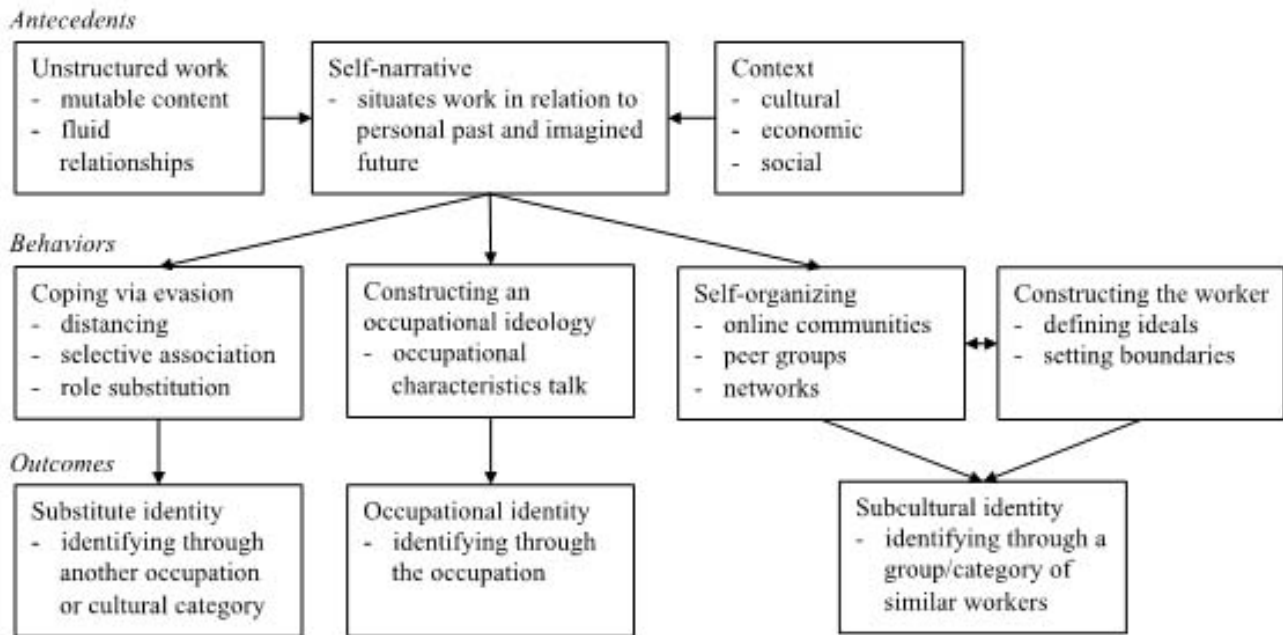 Antecedents
Unstructured work
- mutable content
- fluid
relationships
Self-narrative
- situates work in relation to
personal past and imagined
future
Context
- cultural
- economic
- social
Behaviors
Coping via evasion
- distancing
- selective association
- role substitution
Constructing an
occupational ideology
- occupational
characteristics talk
Self-organizing
- online communities
- peer groups
- networks
Constructing the worker
- defining ideals
- setting boundaries
Outcomes
Substitute identity
- identifying through
another occupation
or cultural category
Occupational identity
- identifying through
the occupation
Subcultural identity
- identifying through a
group/category of
similar workers